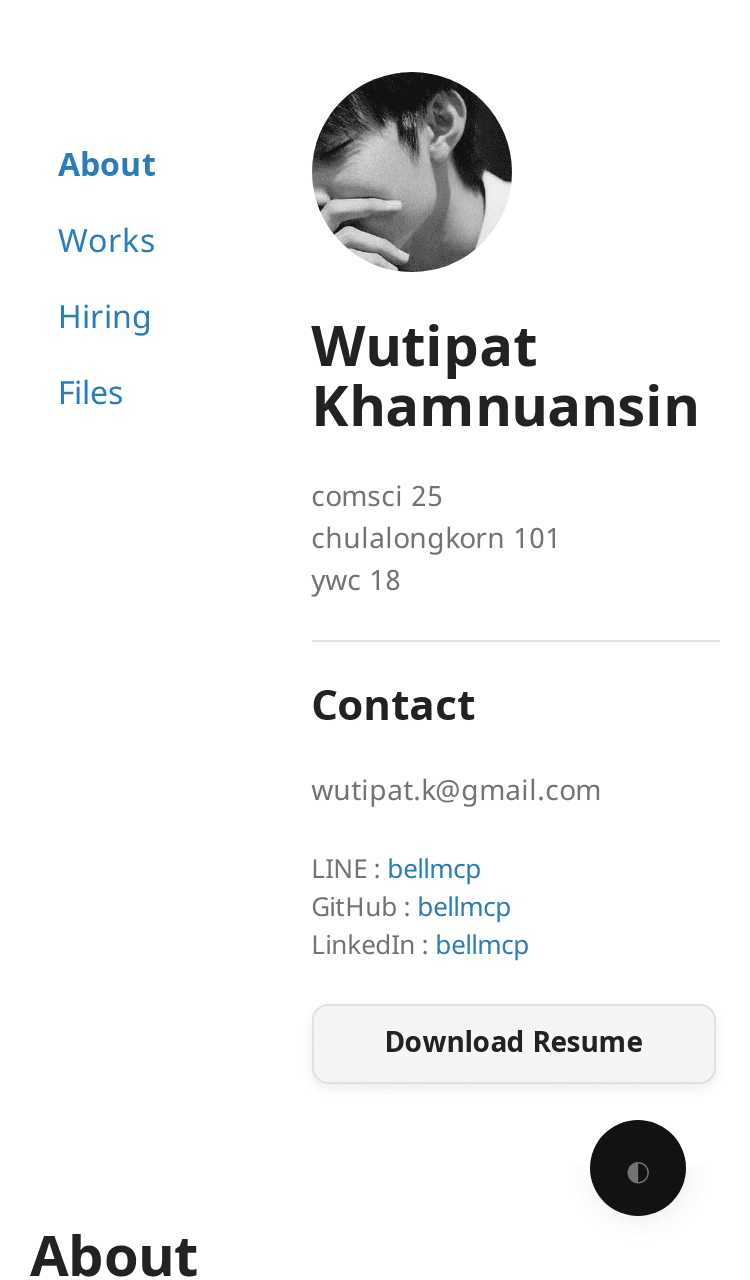 About
Works
Hiring
Files
Wutipat
Khamnuansin
comsci 25
chulalongkorn 101
ywc 18
Contact
wutipat.k@gmail.com
LINE : bellmcp
GitHub : bellmcp
LinkedIn : bellmcp
Download Resume
About